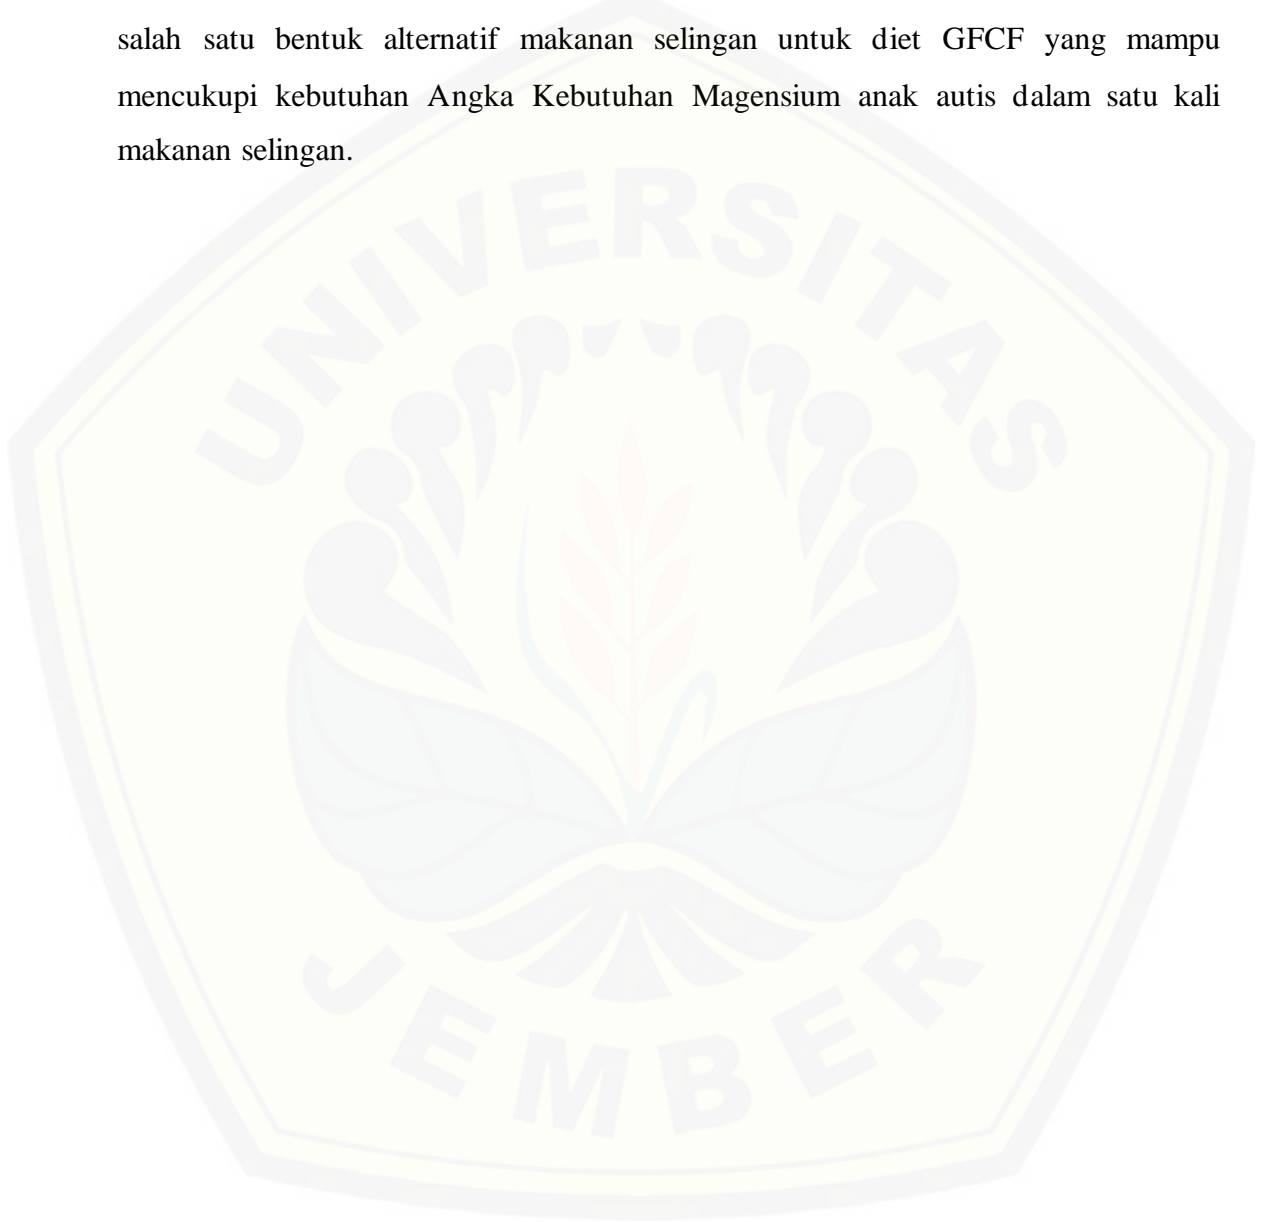 salah satu bentuk alternatif makanan selingan untuk diet GFCF yang mampu
mencukupi kebutuhan Angka Kebutuhan Magensium anak autis dalam satu kali
makanan selingan.
UNIVERSITAS
JEMBER